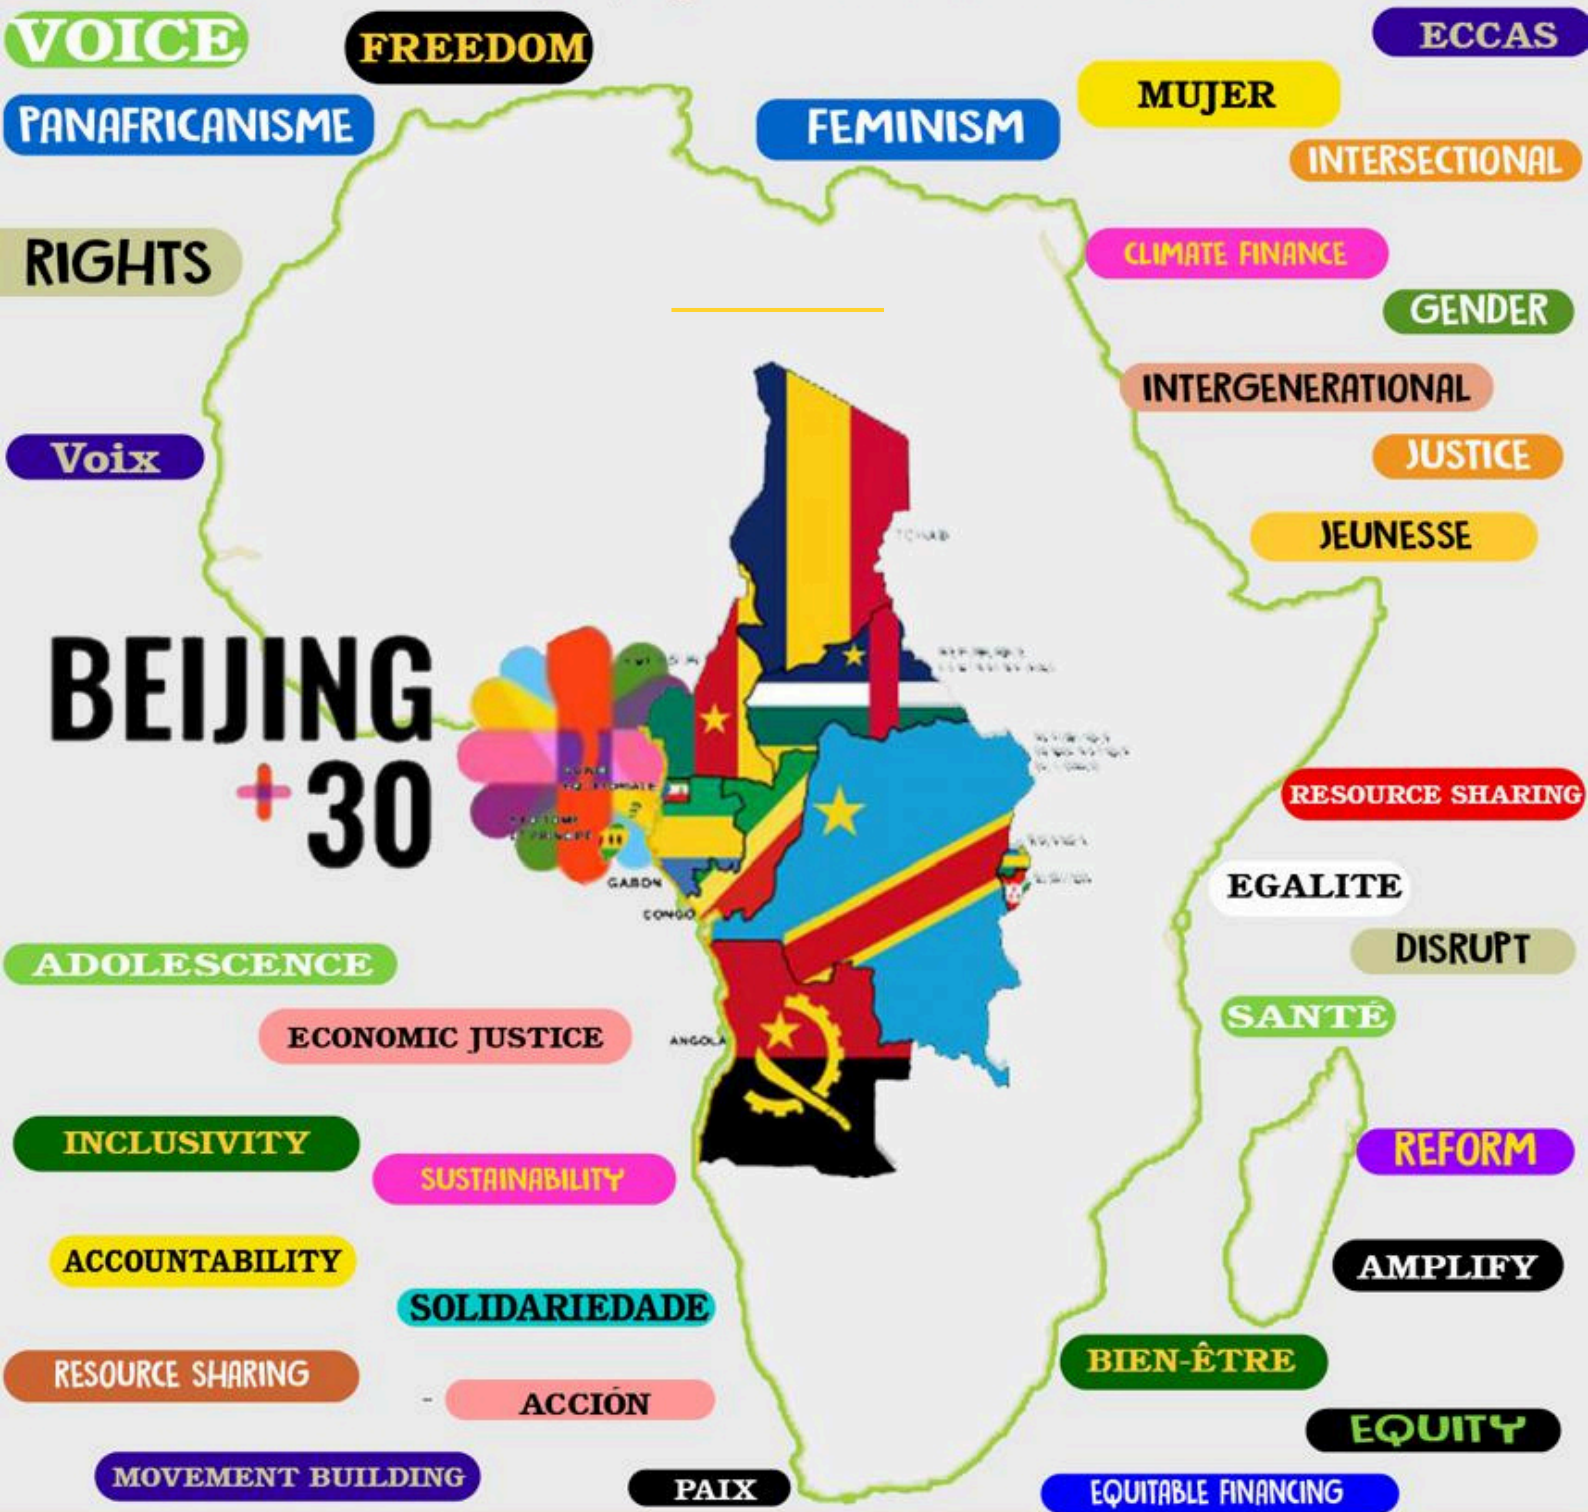 VOICE
FREEDOM
ECCAS
MUJER
PANAFRICANISME
FEMINISM
INTERSECTIONAL
RIGHTS
CLIMATE FINANCE
GENDER
INTERGENERATIONAL
Voix
JUSTICE
JEUNESSE
TCHAD
BEIJING
+30
RESOURCE SHARING
GABON
EGALITE
CONGO
DISRUPT
ADOLESCENCE
SANTÉ
ECONOMIC JUSTICE
ANGOLA
INCLUSIVITY
REFORM
SUSTAINABILITY
ACCOUNTABILITY
AMPLIFY
SOLIDARIEDADE
BIEN-ÊTRE
RESOURCE SHARING
- ACCIÓN
EQUITY
MOVEMENT BUILDING
PAIX
EQUITABLE FINANCING